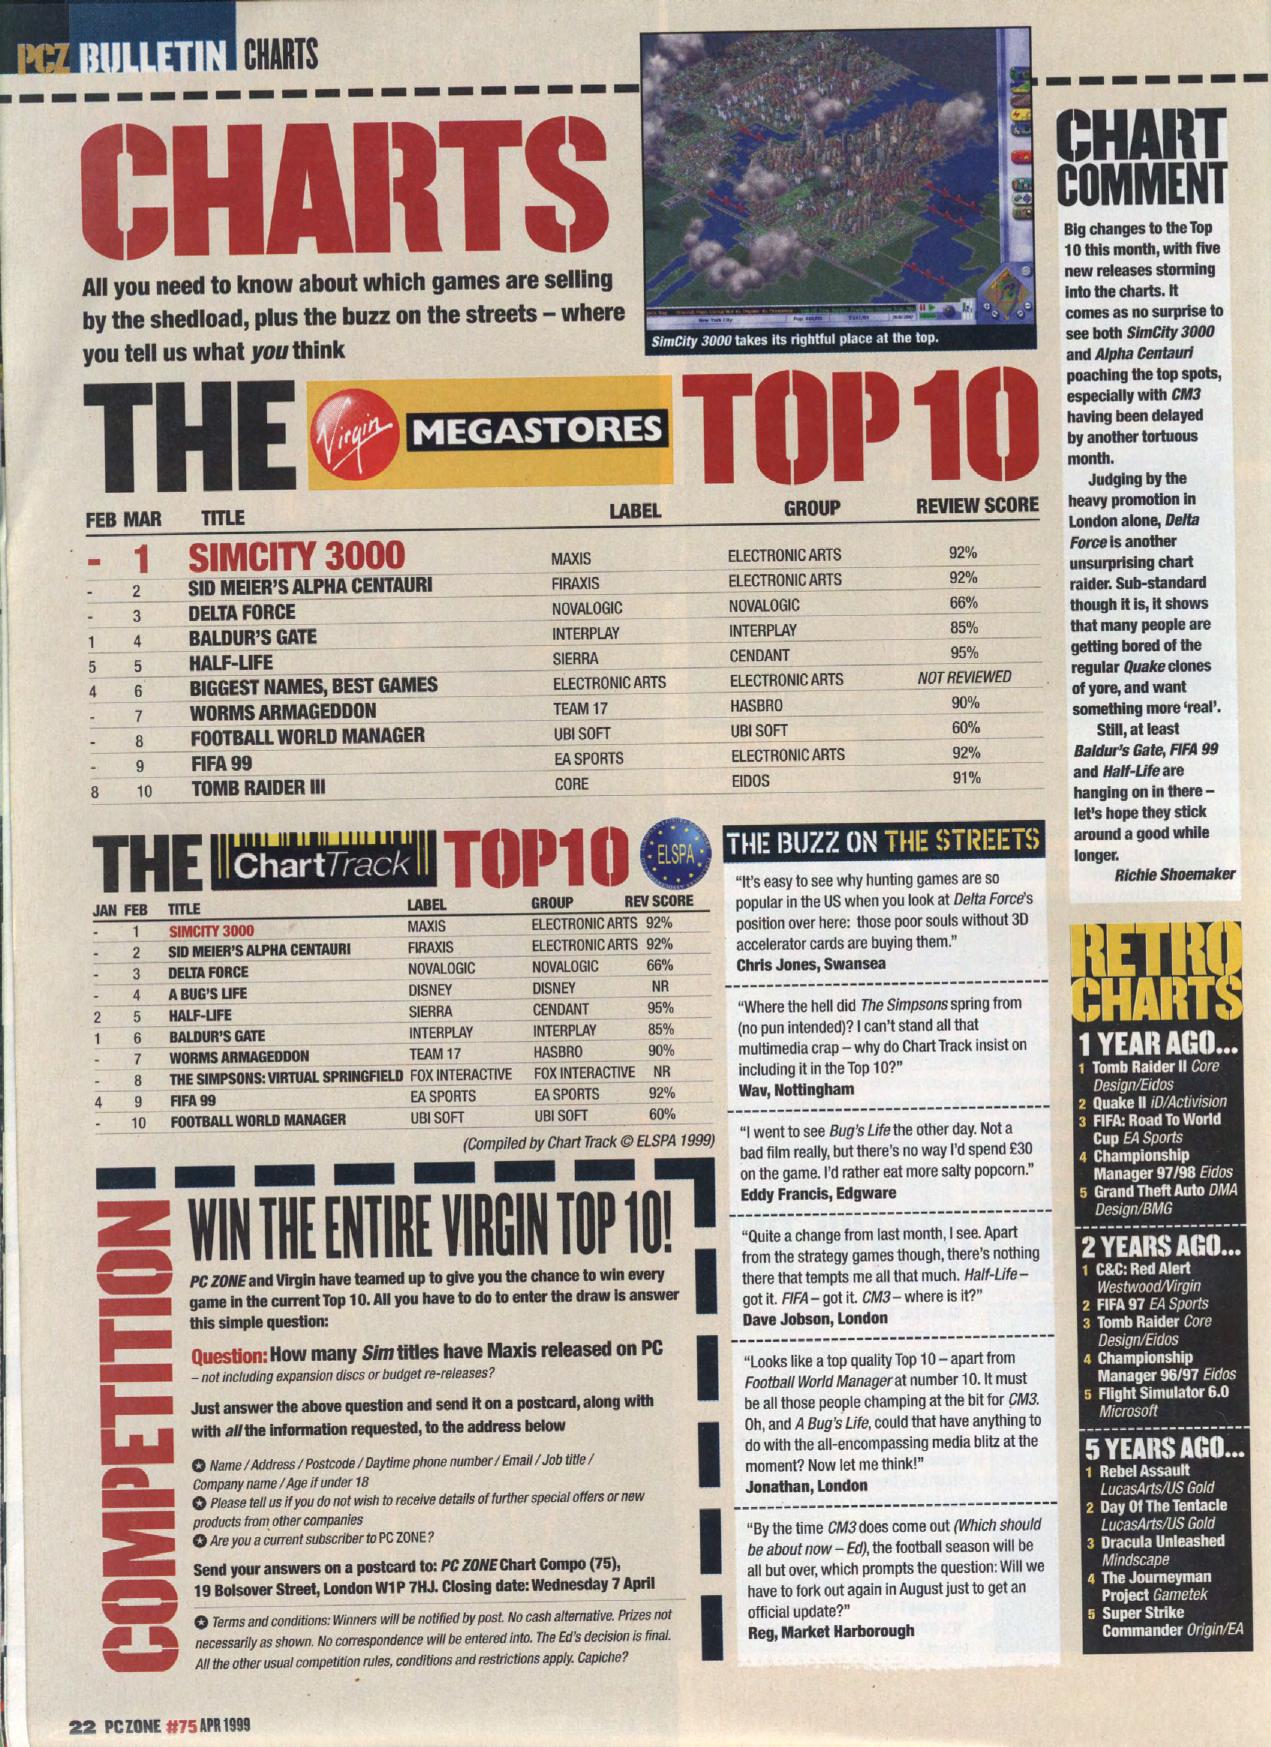 PCZ BULLETIN CHARTS
CHARTS
All you need to know about which games are selling
by the shedload, plus the buzz on the streets – where
you tell us what you think
SimCity 3000 takes its rightful place at the top.
THE Virgin MEGASTORES TOP 10
FEB MAR TITLE LABEL GROUP REVIEW SCORE
- 1 SIMCITY 3000 MAXIS ELECTRONIC ARTS 92%
- 2 SID MEIER'S ALPHA CENTAURI FIRAXIS ELECTRONIC ARTS 92%
- 3 DELTA FORCE NOVALOGIC NOVALOGIC 66%
1 4 BALDUR'S GATE INTERPLAY INTERPLAY 85%
5 5 HALF-LIFE SIERRA CENDANT 95%
4 6 BIGGEST NAMES, BEST GAMES ELECTRONIC ARTS ELECTRONIC ARTS NOT REVIEWED
- 7 WORMS ARMAGEDDON TEAM 17 HASBRO 90%
- 8 FOOTBALL WORLD MANAGER UBI SOFT UBI SOFT 60%
- 9 FIFA 99 EA SPORTS ELECTRONIC ARTS 92%
8 10 TOMB RAIDER III CORE EIDOS 91%
THE ChartTrack TOP10 ELSPA
JAN FEB TITLE LABEL GROUP REV SCORE
- 1 SIMCITY 3000 MAXIS ELECTRONIC ARTS 92%
- 2 SID MEIER'S ALPHA CENTAURI FIRAXIS ELECTRONIC ARTS 92%
- 3 DELTA FORCE NOVALOGIC NOVALOGIC 66%
- 4 A BUG'S LIFE DISNEY DISNEY NR
2 5 HALF-LIFE SIERRA CENDANT 95%
1 6 BALDUR'S GATE INTERPLAY INTERPLAY 85%
- 7 WORMS ARMAGEDDON TEAM 17 HASBRO 90%
- 8 THE SIMPSONS: VIRTUAL SPRINGFIELD FOX INTERACTIVE FOX INTERACTIVE NR
4 9 FIFA 99 EA SPORTS EA SPORTS 92%
- 10 FOOTBALL WORLD MANAGER UBI SOFT UBI SOFT 60%
(Compiled by Chart Track © ELSPA 1999)
COMPETITION
WIN THE ENTIRE VIRGIN TOP 10!
PC ZONE and Virgin have teamed up to give you the chance to win every
game in the current Top 10. All you have to do to enter the draw is answer
this simple question:
Question: How many Sim titles have Maxis released on PC
– not including expansion discs or budget re-releases?
Just answer the above question and send it on a postcard, along with
with all the information requested, to the address below
✪ Name / Address / Postcode / Daytime phone number / Email / Job title /
Company name / Age if under 18
✪ Please tell us if you do not wish to receive details of further special offers or new
products from other companies
✪ Are you a current subscriber to PC ZONE?
Send your answers on a postcard to: PC ZONE Chart Compo (75),
19 Bolsover Street, London W1P 7HJ. Closing date: Wednesday 7 April
✪ Terms and conditions: Winners will be notified by post. No cash alternative. Prizes not
necessarily as shown. No correspondence will be entered into. The Ed's decision is final.
All the other usual competition rules, conditions and restrictions apply. Capiche?
THE BUZZ ON THE STREETS
"It's easy to see why hunting games are so
popular in the US when you look at Delta Force's
position over here: those poor souls without 3D
accelerator cards are buying them."
Chris Jones, Swansea
"Where the hell did The Simpsons spring from
(no pun intended)? I can't stand all that
multimedia crap – why do Chart Track insist on
including it in the Top 10?"
Wav, Nottingham
"I went to see Bug's Life the other day. Not a
bad film really, but there's no way I'd spend £30
on the game. I'd rather eat more salty popcorn."
Eddy Francis, Edgware
"Quite a change from last month, I see. Apart
from the strategy games though, there's nothing
there that tempts me all that much. Half-Life –
got it. FIFA – got it. CM3 – where is it?"
Dave Jobson, London
"Looks like a top quality Top 10 – apart from
Football World Manager at number 10. It must
be all those people champing at the bit for CM3.
Oh, and A Bug's Life, could that have anything to
do with the all-encompassing media blitz at the
moment? Now let me think!"
Jonathan, London
"By the time CM3 does come out (Which should
be about now – Ed), the football season will be
all but over, which prompts the question: Will we
have to fork out again in August just to get an
official update?"
Reg, Market Harborough
CHART
COMMENT
Big changes to the Top
10 this month, with five
new releases storming
into the charts. It
comes as no surprise to
see both SimCity 3000
and Alpha Centauri
poaching the top spots,
especially with CM3
having been delayed
by another tortuous
month.
Judging by the
heavy promotion in
London alone, Delta
Force is another
unsurprising chart
raider. Sub-standard
though it is, it shows
that many people are
getting bored of the
regular Quake clones
of yore, and want
something more 'real'.
Still, at least
Baldur's Gate, FIFA 99
and Half-Life are
hanging on in there –
let's hope they stick
around a good while
longer.
Richie Shoemaker
RETRO
CHARTS
1 YEAR AGO...
1 Tomb Raider II Core
Design/Eidos
2 Quake II iD/Activision
3 FIFA: Road To World
Cup EA Sports
4 Championship
Manager 97/98 Eidos
5 Grand Theft Auto DMA
Design/BMG
2 YEARS AGO...
1 C&C: Red Alert
Westwood/Virgin
2 FIFA 97 EA Sports
3 Tomb Raider Core
Design/Eidos
4 Championship
Manager 96/97 Eidos
5 Flight Simulator 6.0
Microsoft
5 YEARS AGO...
1 Rebel Assault
LucasArts/US Gold
2 Day Of The Tentacle
LucasArts/US Gold
3 Dracula Unleashed
Mindscape
4 The Journeyman
Project Gametek
5 Super Strike
Commander Origin/EA
22 PC ZONE #75 APR 1999